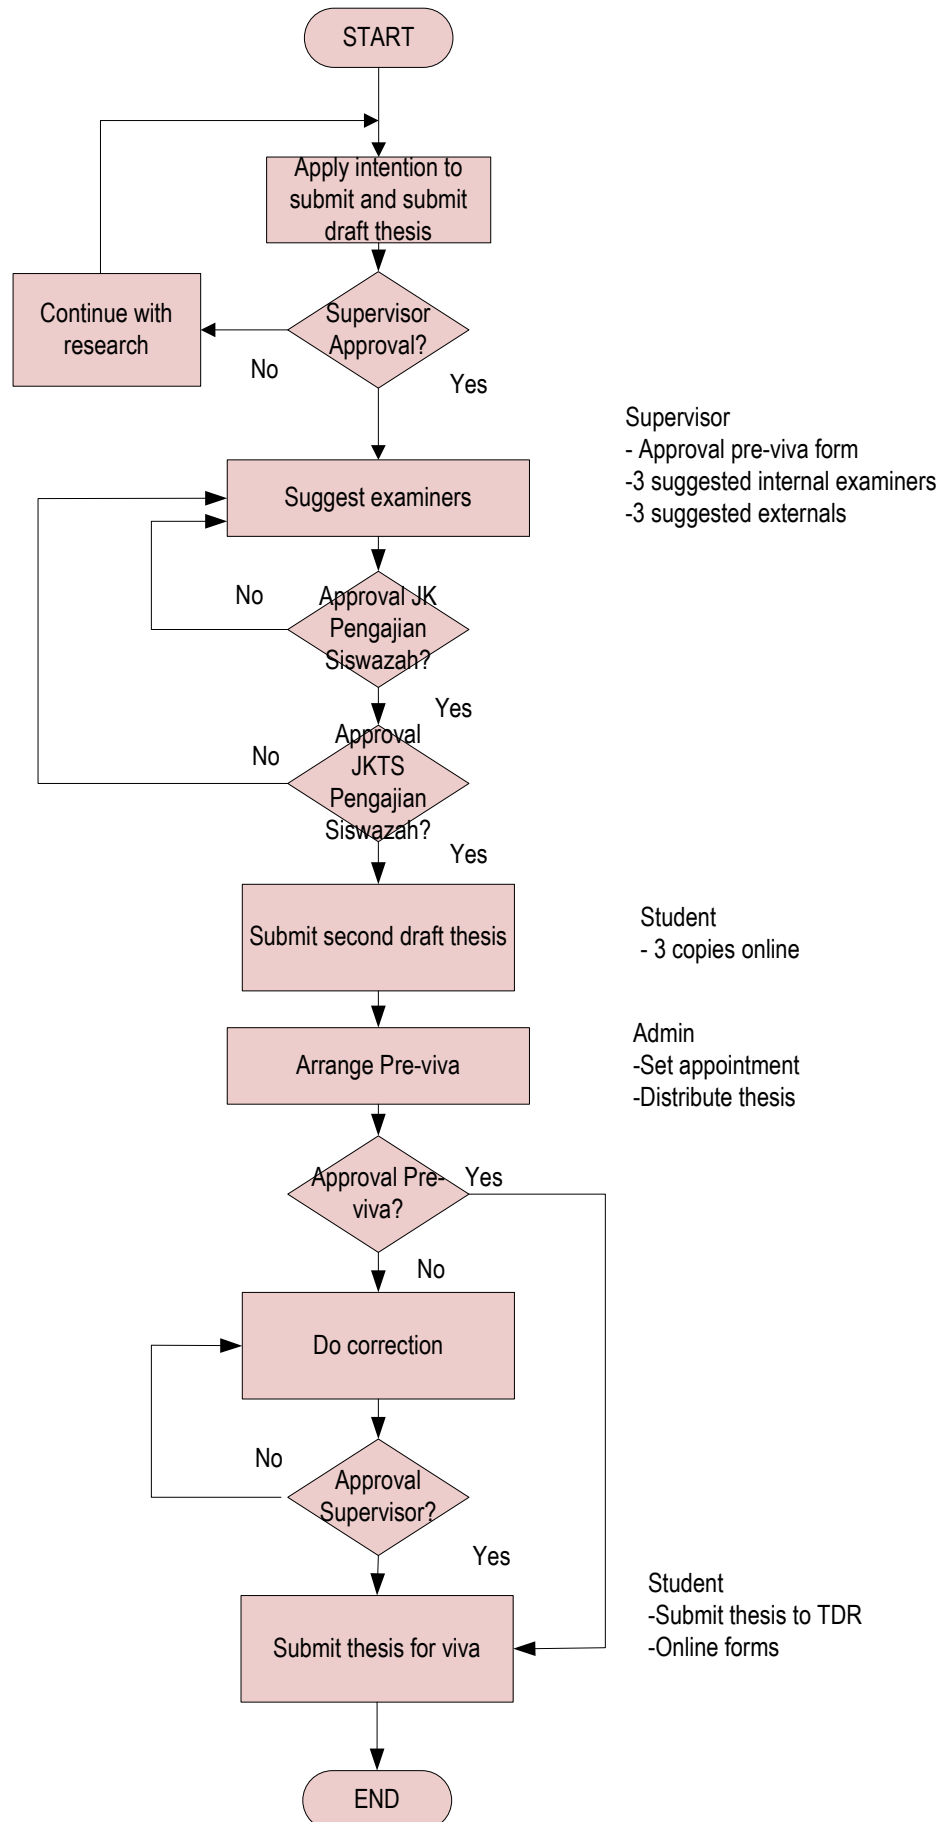 START
Apply intention to
submit and submit
draft thesis
Continue with
research
Supervisor
Approval?
No
Yes
Supervisor
- Approval pre-viva form
-3 suggested internal examiners
-3 suggested externals
Suggest examiners
No
Approval JK
Pengajian
Siswazah?
Yes
No
Approval
JKTS
Pengajian
Siswazah?
Yes
Submit second draft thesis
Student
- 3 copies online
Arrange Pre-viva
Admin
-Set appointment
-Distribute thesis
Approval Pre-
viva?
Yes
No
Do correction
No
Approval
Supervisor?
Yes
Submit thesis for viva
Student
-Submit thesis to TDR
-Online forms
END